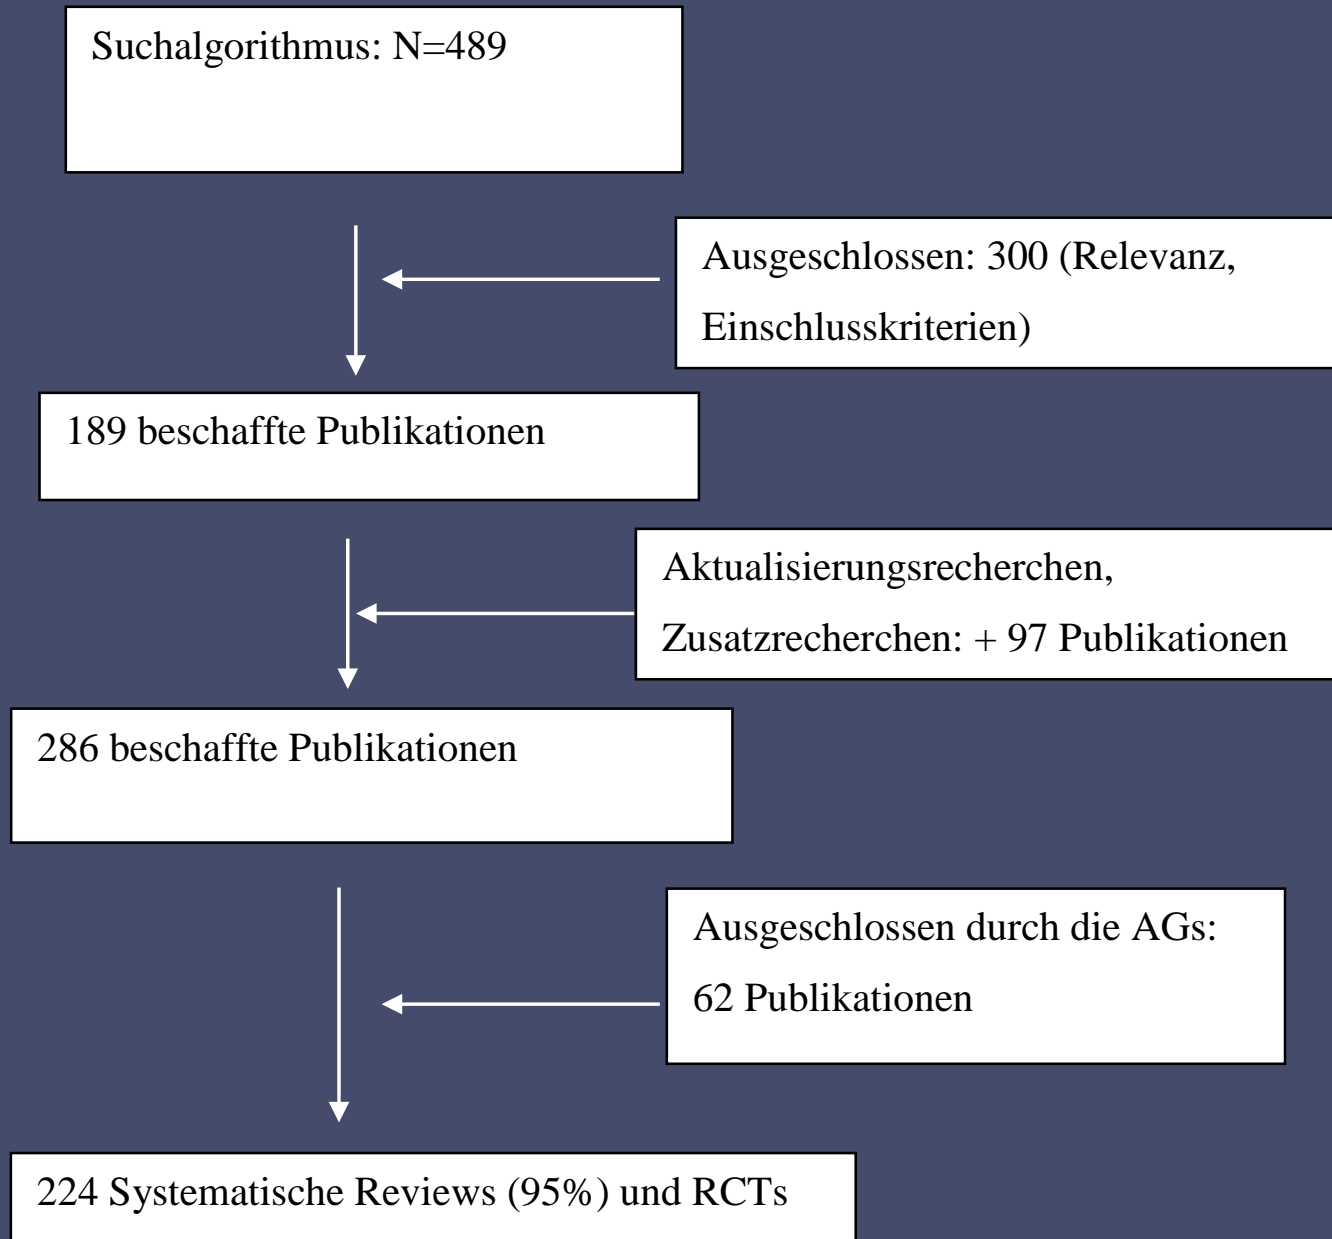 Suchalgorithmus: N=489
Ausgeschlossen: 300 (Relevanz,
Einschlusskriterien)
189 beschaffte Publikationen
Aktualisierungsrecherchen,
Zusatzrecherchen: + 97 Publikationen
286 beschaffte Publikationen
Ausgeschlossen durch die AGs:
62 Publikationen
224 Systematische Reviews (95%) und RCTs